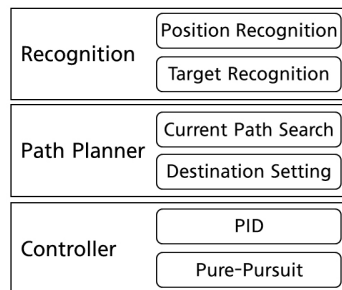 Recognition
Position Recognition
Target Recognition
Path Planner
Current Path Search
Destination Setting
Controller
PID
Pure-Pursuit